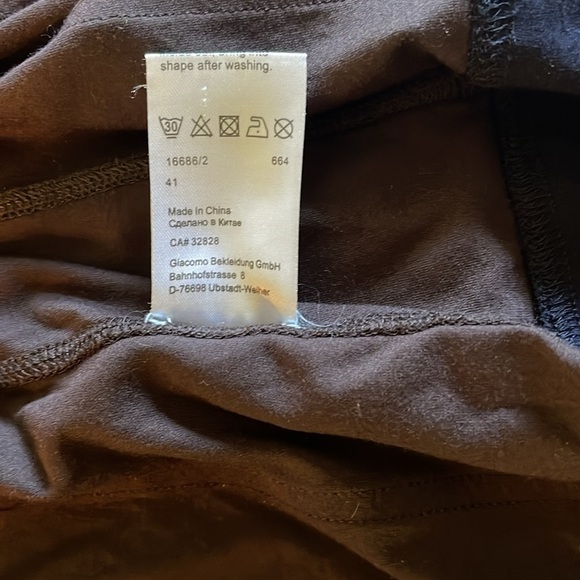 shape after washing.
30
16686/2 664
41
Made in China
Сделано в Китае
CA# 32828
Giacomo Bekleidung GmbH
Bahnhofstrasse 8
D-76698 Ubstadt-Weiher